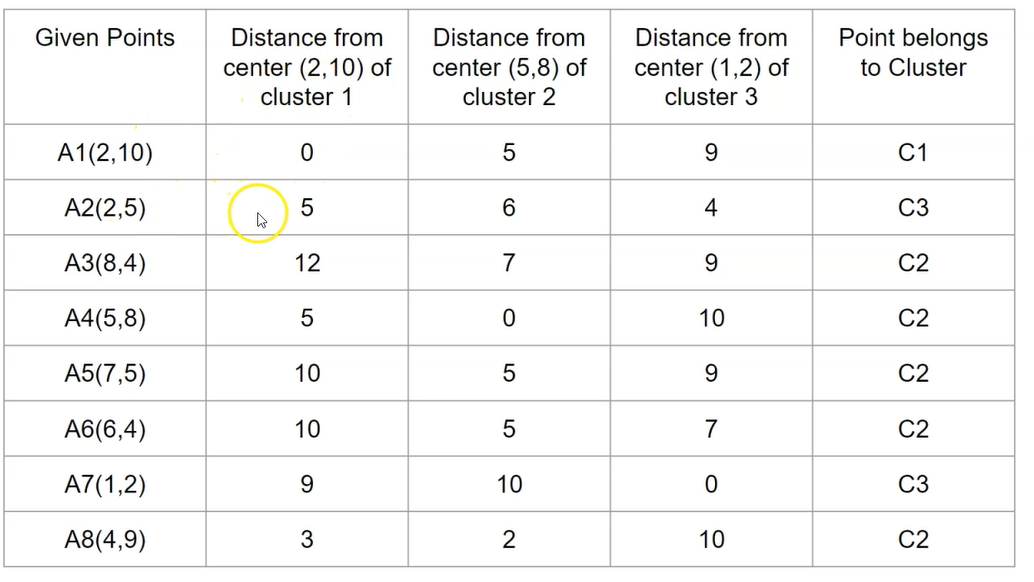 Given Points
Distance from
center (2,10) of
cluster 1
Distance from
center (5,8) of
cluster 2
Distance from
center (1,2) of
cluster 3
Point belongs
to Cluster
A1(2,10) 0 5 9 C1
A2(2,5) 5 6 4 C3
A3(8,4) 12 7 9 C2
A4(5,8) 5 0 10 C2
A5(7,5) 10 5 9 C2
A6(6,4) 10 5 7 C2
A7(1,2) 9 10 0 C3
A8(4,9) 3 2 10 C2